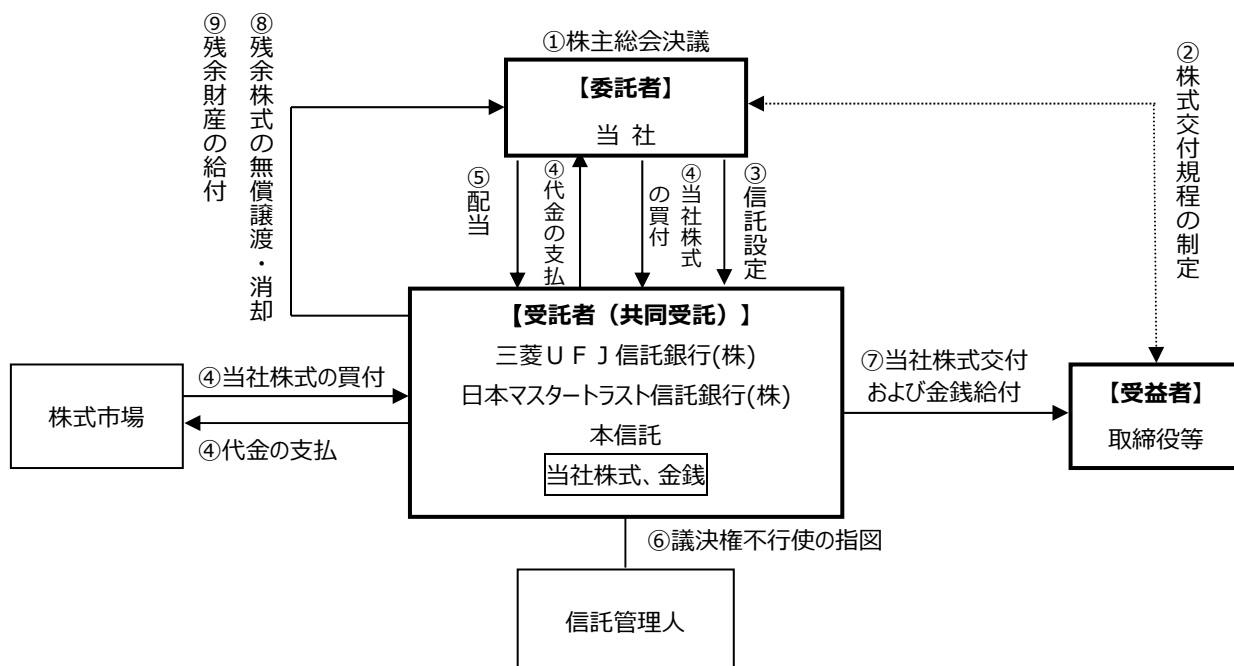 ⑨残余財産の給付
⑧残余株式の無償譲渡・消却
①株主総会決議
【委託者】
当 社
②株式交付規程の制定
⑤配当
④代金の支払
④当社株式
の買付
③信託設定
【受託者（共同受託）】
三菱ＵＦＪ信託銀行(株)
日本マスタートラスト信託銀行(株)
本信託
当社株式、金銭
株式市場
④当社株式の買付
④代金の支払
⑦当社株式交付
および金銭給付
【受益者】
取締役等
⑥議決権不行使の指図
信託管理人